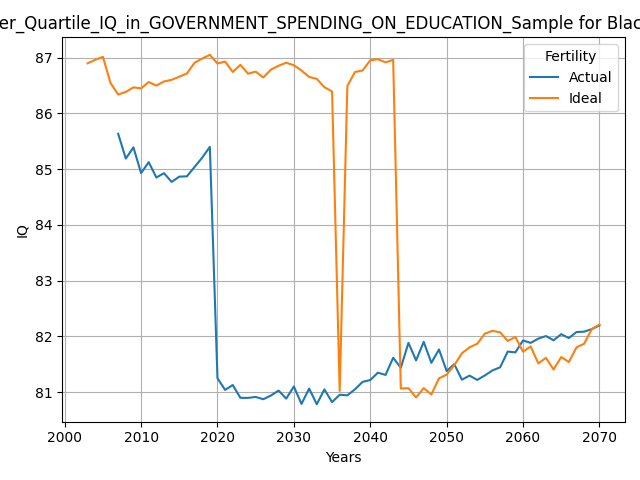 er_Quartile_IQ_in_GOVERNMENT_SPENDING_ON_EDUCATION_Sample for Blac
Fertility
Actual
Ideal
87
86
85
84
83
82
81
IQ
2000 2010 2020 2030 2040 2050 2060 2070
Years